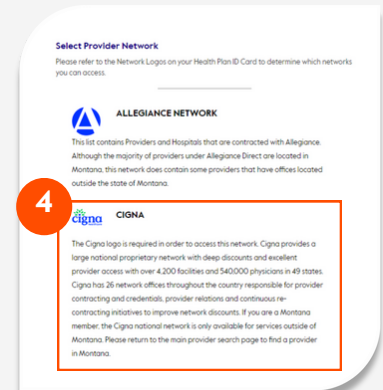 Select Provider Network
Please refer to the Network Logos on your Health Plan ID Card to determine which networks
you can access.
ALLEGIANCE NETWORK
This list contains Providers and Hospitals that are contracted with Allegiance.
Although the majority of providers under Allegiance Direct are located in
Montana, this network does contain some providers that have offices located
outside the state of Montana.
4
cigna
CIGNA
The Cigna logo is required in order to access this network. Cigna provides a
large national proprietary network with deep discounts and excellent
provider access with over 4,200 facilities and 540,000 physicians in 49 states.
Cigna has 26 network offices throughout the country responsible for provider
contracting and credentials, provider relations and continuous re-
contracting initiatives to improve network discounts. If you are a Montana
member, the Cigna national network is only available for services outside of
Montana. Please return to the main provider search page to find a provider
in Montana.